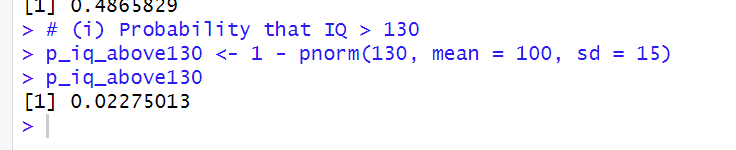 [1] 0.4865829
> # (i) Probability that IQ > 130
> p_iq_above130 <- 1 - pnorm(130, mean = 100, sd = 15)
> p_iq_above130
[1] 0.02275013
>